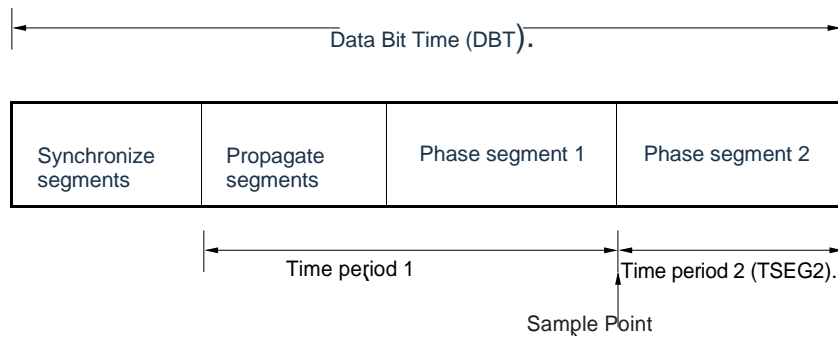 Data Bit Time (DBT).
Synchronize
segments
Propagate
segments
Phase segment 1
Phase segment 2
Time period 1
Time period 2 (TSEG2).
Sample Point